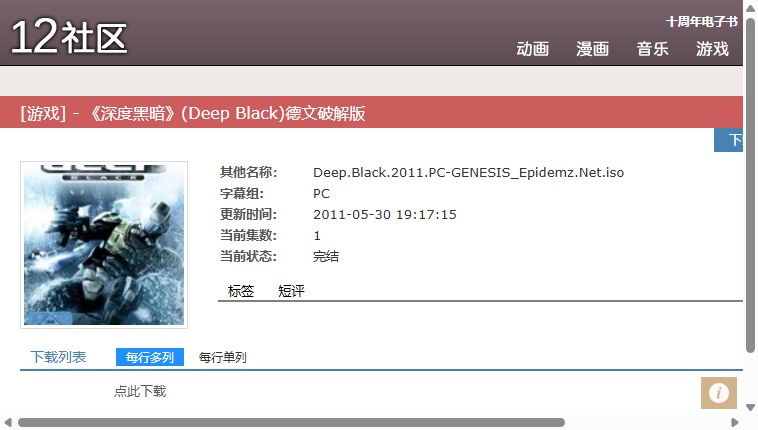 12社区
十周年电子书
动画 漫画 音乐 游戏
[游戏] - 《深度黑暗》(Deep Black)德文破解版
BLACK
其他名称: Deep.Black.2011.PC-GENESIS_Epidemz.Net.iso
字幕组: PC
更新时间: 2011-05-30 19:17:15
当前集数: 1
当前状态: 完结
标签 短评
下载列表 每行多列 每行单列
点此下载